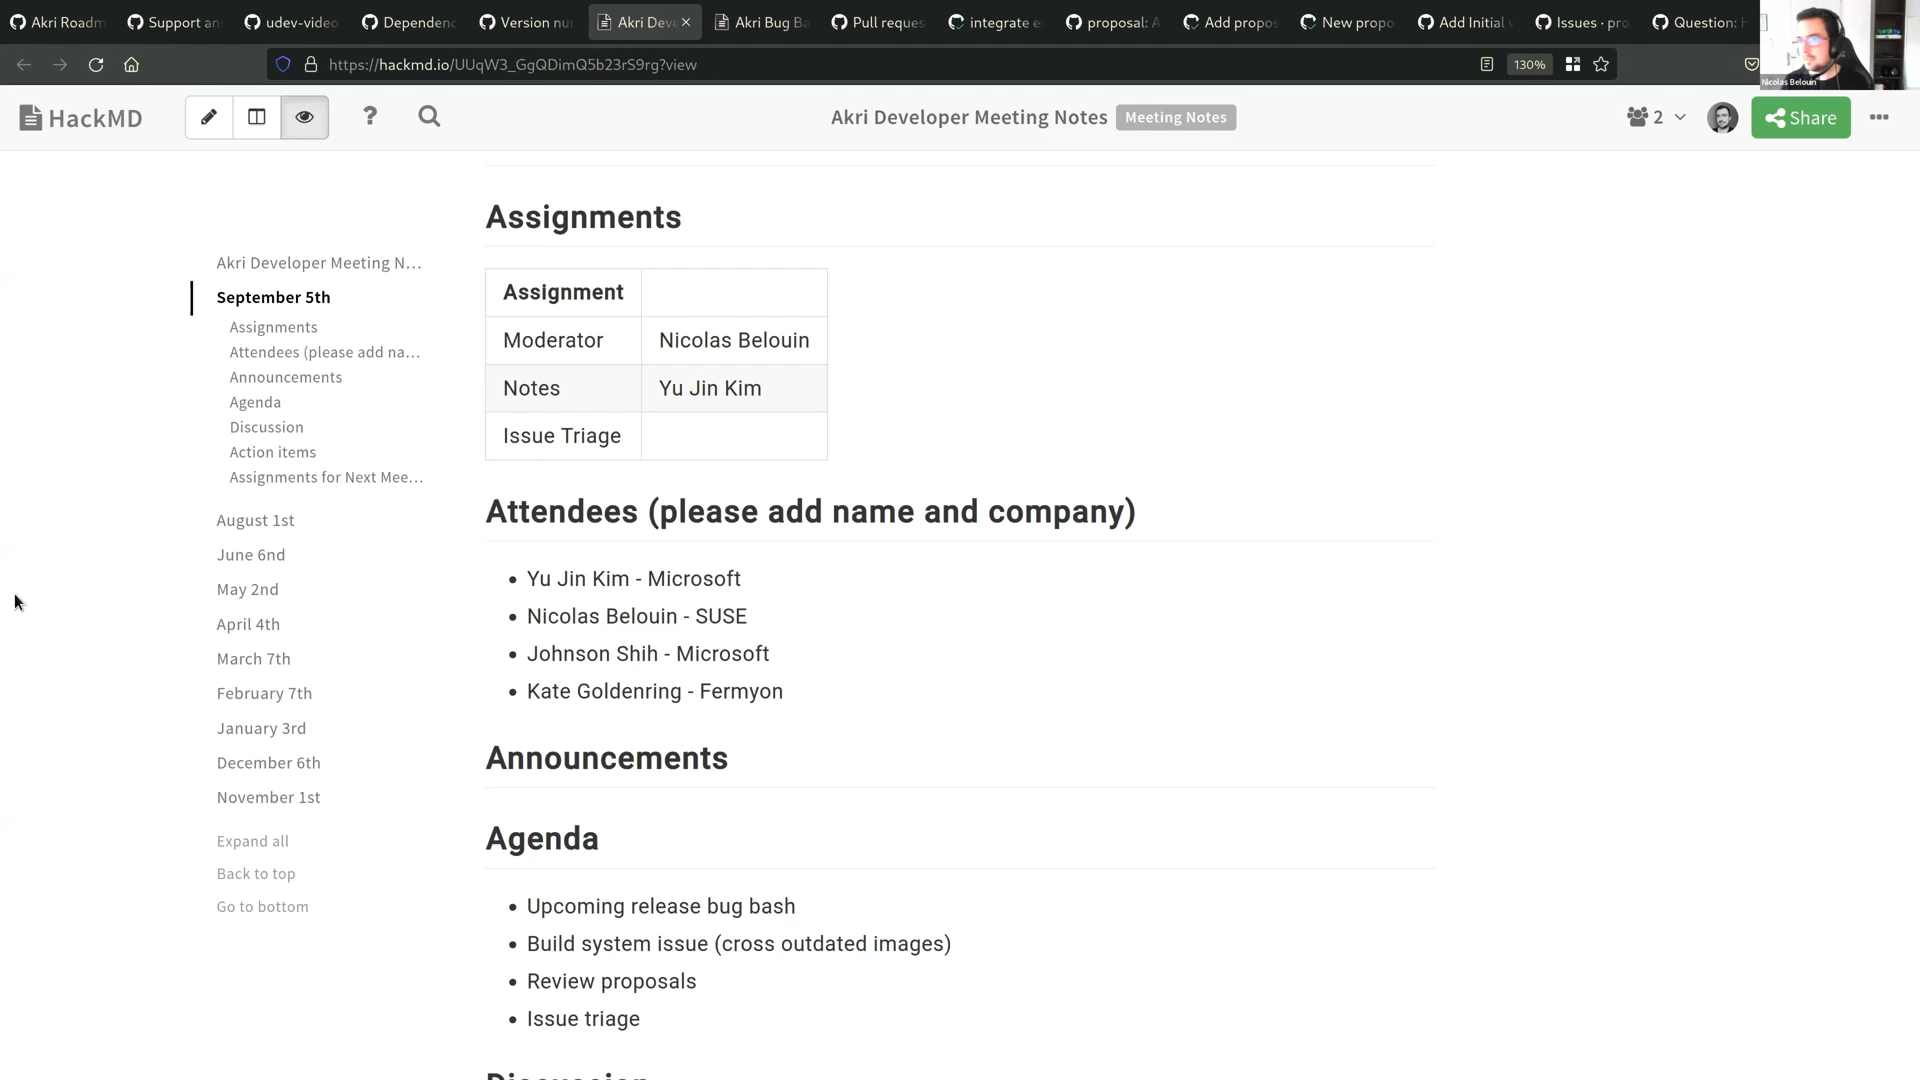 Akri Roadm
Support an
udev-video
Dependenc
Version nu
Akri Dev
Akri Bug Ba
Pull reques
integrate e
proposal: A
Add propos
New propo
Add Initial
Issues · pro
Question: H
https://hackmd.io/UUqW3_GgQDimQ5b23rS9rg?view
130%
Nicolas Belouin
HackMD
?
Akri Developer Meeting Notes
Meeting Notes
2
Share
Akri Developer Meeting N...
September 5th
Assignments
Attendees (please add na...
Announcements
Agenda
Discussion
Action items
Assignments for Next Mee...
August 1st
June 6nd
May 2nd
April 4th
March 7th
February 7th
January 3rd
December 6th
November 1st
Expand all
Back to top
Go to bottom
Assignments
Assignment
Moderator Nicolas Belouin
Notes Yu Jin Kim
Issue Triage
Attendees (please add name and company)
• Yu Jin Kim - Microsoft
• Nicolas Belouin - SUSE
• Johnson Shih - Microsoft
• Kate Goldenring - Fermyon
Announcements
Agenda
• Upcoming release bug bash
• Build system issue (cross outdated images)
• Review proposals
• Issue triage
Discussion